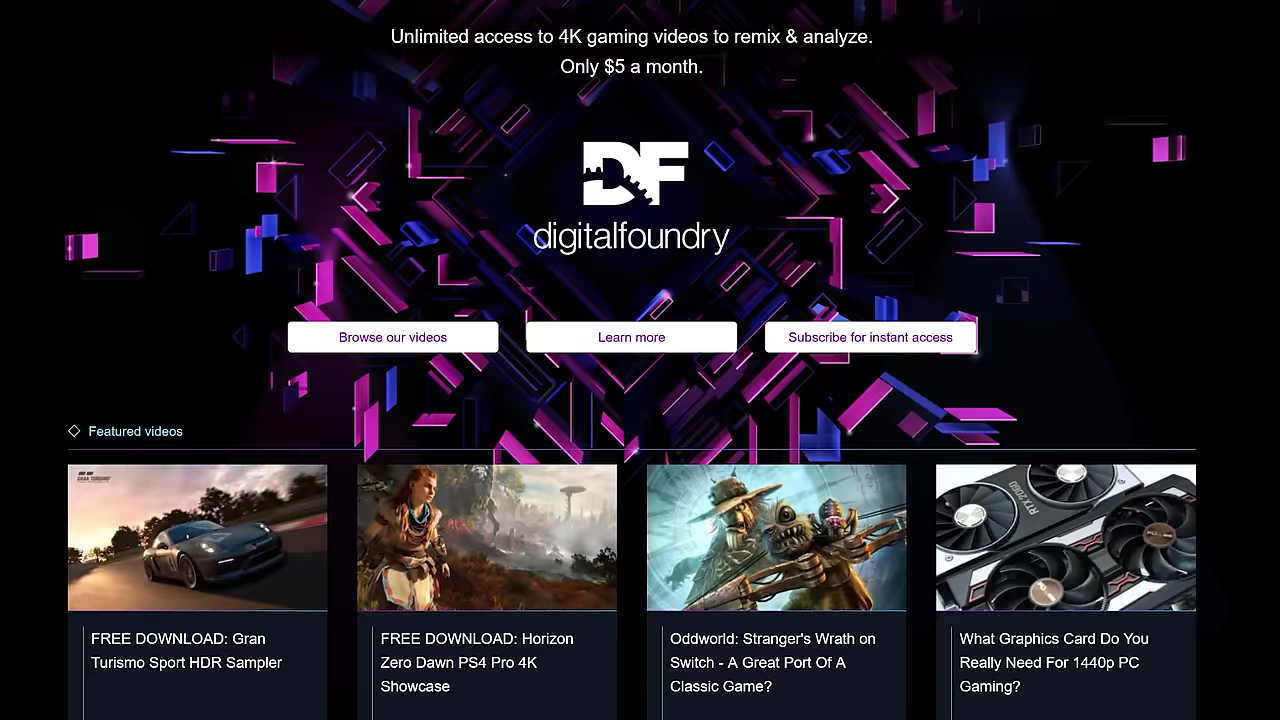 Unlimited access to 4K gaming videos to remix & analyze.
Only $5 a month.
DF
digitalfoundry
Browse our videos
Learn more
Subscribe for instant access
Featured videos
GRAN TURISMO
RTX2060
FREE DOWNLOAD: Gran
Turismo Sport HDR Sampler
FREE DOWNLOAD: Horizon
Zero Dawn PS4 Pro 4K
Showcase
Oddworld: Stranger's Wrath on
Switch - A Great Port Of A
Classic Game?
What Graphics Card Do You
Really Need For 1440p PC
Gaming?